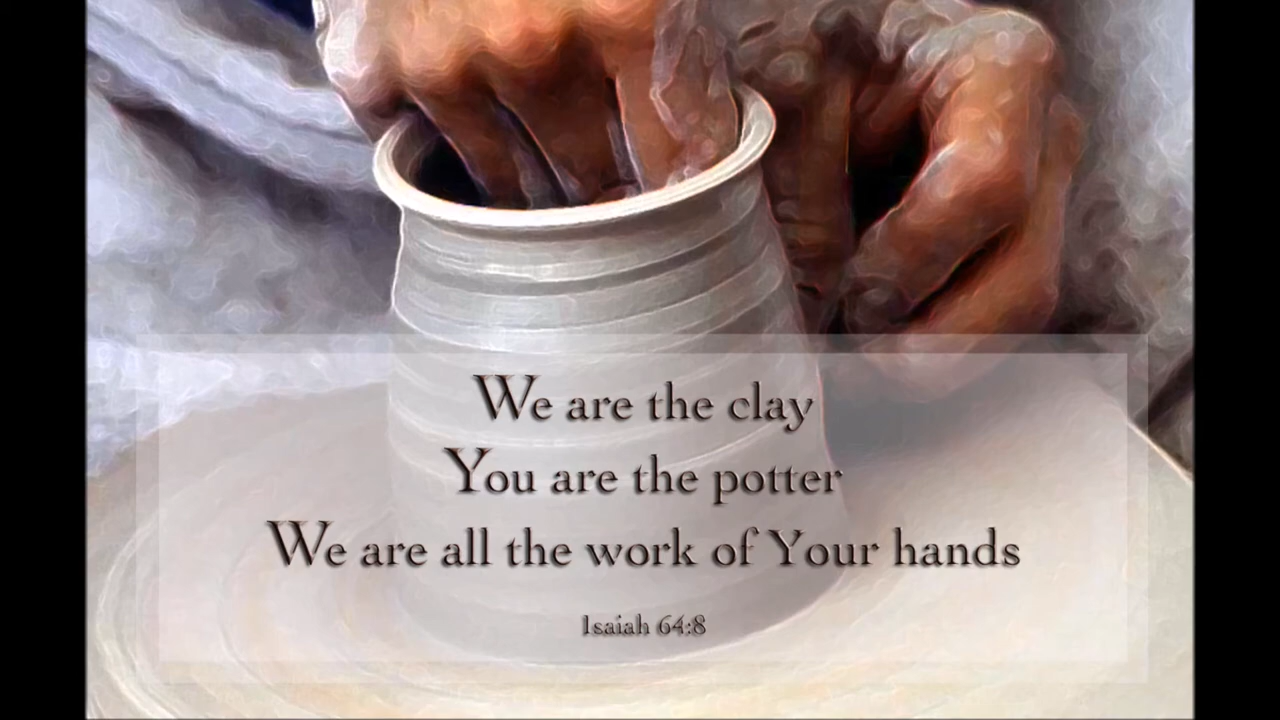 We are the clay
You are the potter
We are all the work of Your hands
Isaiah 64:8